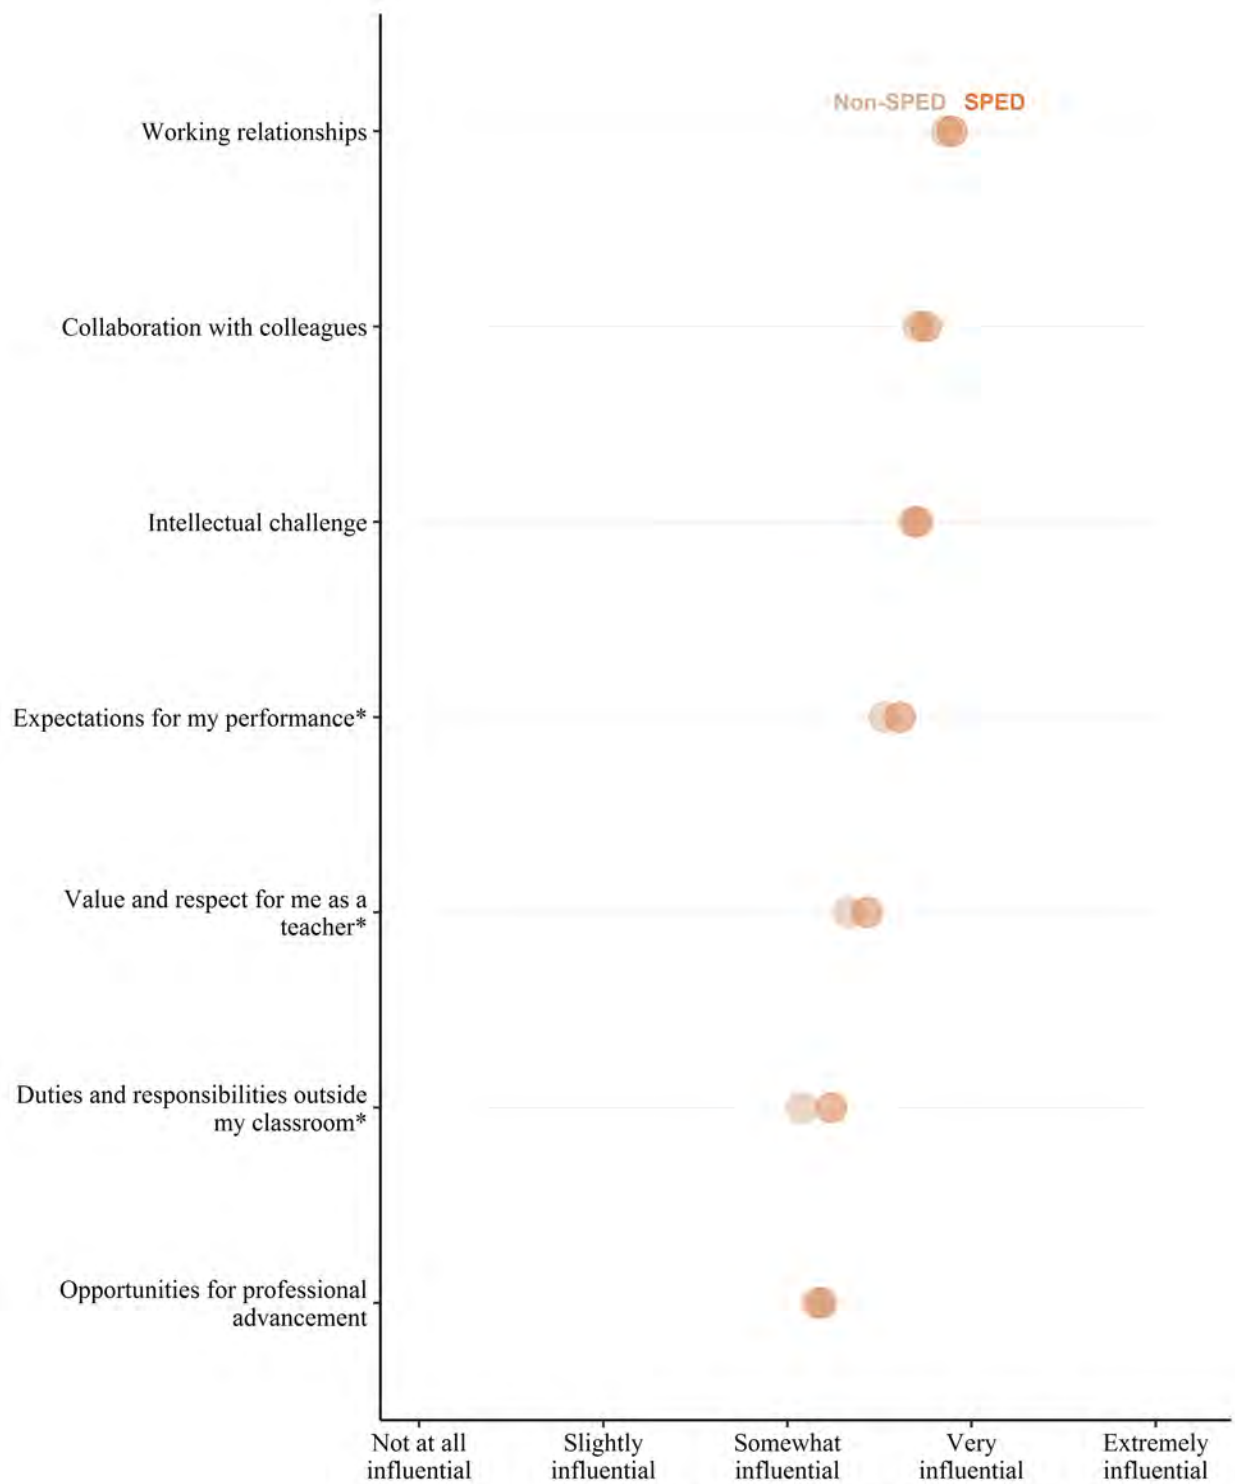 Non-SPED SPED
Working relationships
Collaboration with colleagues
Intellectual challenge
Expectations for my performance*
Value and respect for me as a
teacher*
Duties and responsibilities outside
my classroom*
Opportunities for professional
advancement
Not at all
influential
Slightly
influential
Somewhat
influential
Very
influential
Extremely
influential